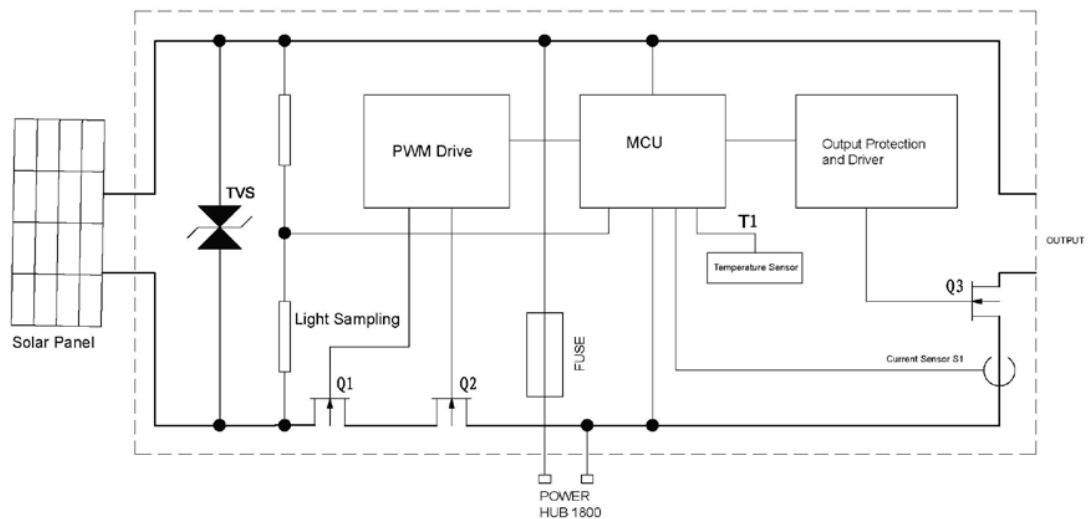 PWM Drive
MCU
Output Protection
and Driver
TVS
T1
Temperature Sensor
OUTPUT
Q3
Light Sampling
Solar Panel
FUSE
Current Sensor S1
Q1
Q2
POWER
HUB 1800